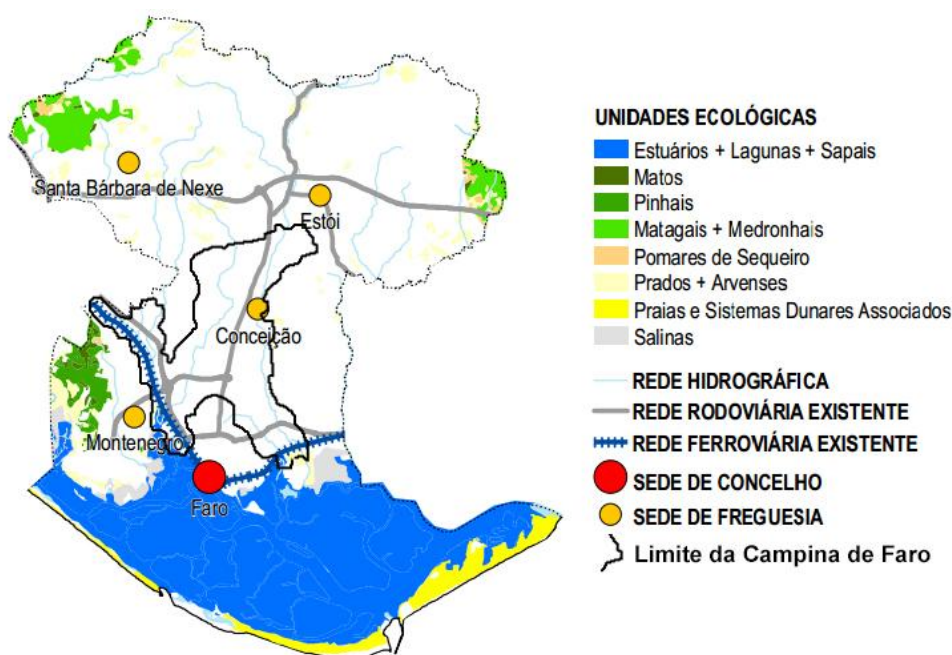 Santa Bárbara de Nexe
Estói
Conceição
Montenegro
Faro
UNIDADES ECOLÓGICAS
Estuários + Lagunas + Sapais
Matos
Pinhais
Matagais + Medronhais
Pomares de Sequeiro
Prados + Arvenses
Praias e Sistemas Dunares Associados
Salinas
REDE HIDROGRÁFICA
REDE RODOVIÁRIA EXISTENTE
REDE FERROVIÁRIA EXISTENTE
SEDE DE CONCELHO
SEDE DE FREGUESIA
Limite da Campina de Faro